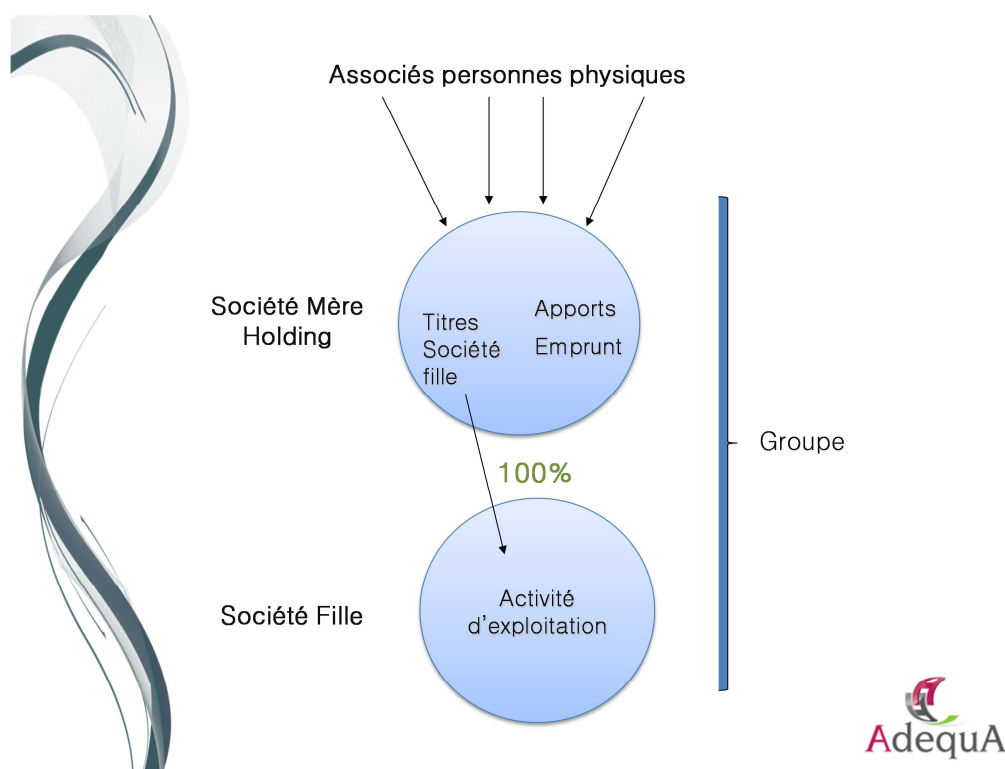 Associés personnes physiques
Société Mère
Holding
Titres
Société
fille
Apports
Emprunt
Groupe
100%
Société Fille
Activité
d'exploitation
AdequA